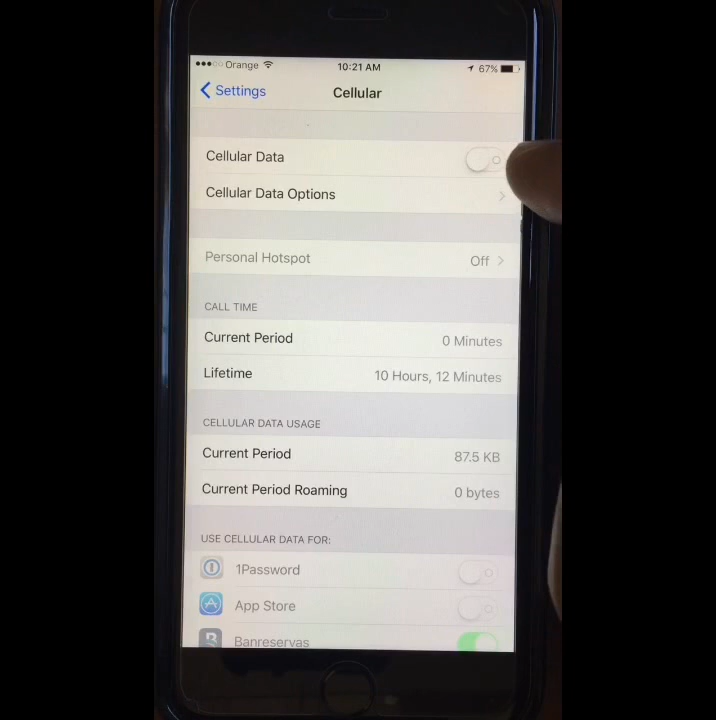 Orange 10:21 AM 67%
Settings Cellular
Cellular Data
Cellular Data Options
Personal Hotspot Off
CALL TIME
Current Period 0 Minutes
Lifetime 10 Hours, 12 Minutes
CELLULAR DATA USAGE
Current Period 87.5 KB
Current Period Roaming 0 bytes
USE CELLULAR DATA FOR:
1Password
App Store
Banreservas